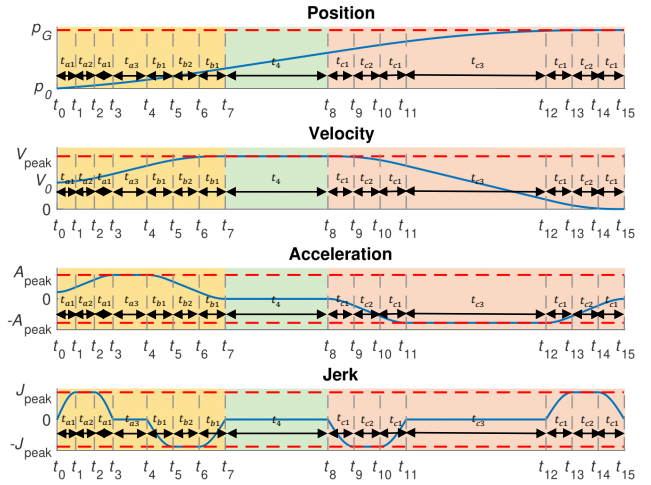 Position
p_G
p_0
t_a1 t_a2 t_a1 t_a3 t_b1 t_b2 t_b1 t_4 t_c1 t_c2 t_c1 t_c3 t_c1 t_c2 t_c1
t_0 t_1 t_2 t_3 t_4 t_5 t_6 t_7 t_8 t_9 t_10 t_11 t_12 t_13 t_14 t_15
Velocity
V_peak
V_0
0
t_a1 t_a2 t_a1 t_a3 t_b1 t_b2 t_b1 t_4 t_c1 t_c2 t_c1 t_c3 t_c1 t_c2 t_c1
t_0 t_1 t_2 t_3 t_4 t_5 t_6 t_7 t_8 t_9 t_10 t_11 t_12 t_13 t_14 t_15
Acceleration
A_peak
0
-A_peak
t_a1 t_a2 t_a1 t_a3 t_b1 t_b2 t_b1 t_4 t_c1 t_c2 t_c1 t_c3 t_c1 t_c2 t_c1
t_0 t_1 t_2 t_3 t_4 t_5 t_6 t_7 t_8 t_9 t_10 t_11 t_12 t_13 t_14 t_15
Jerk
J_peak
0
-J_peak
t_a1 t_a2 t_a1 t_a3 t_b1 t_b2 t_b1 t_4 t_c1 t_c2 t_c1 t_c3 t_c1 t_c2 t_c1
t_0 t_1 t_2 t_3 t_4 t_5 t_6 t_7 t_8 t_9 t_10 t_11 t_12 t_13 t_14 t_15